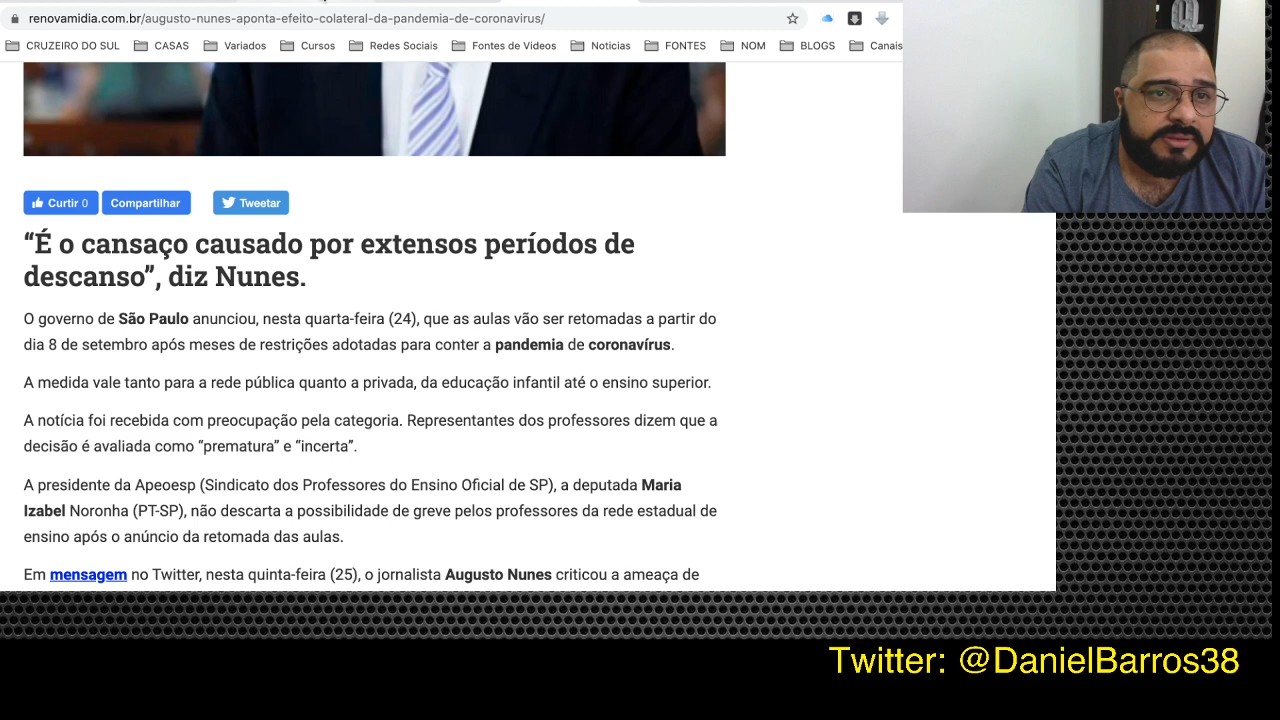 renovamidia.com.br/augusto-nunes-aponta-efeito-colateral-da-pandemia-de-coronavirus/
CRUZEIRO DO SUL CASAS Variados Cursos Redes Sociais Fontes de Videos Noticias FONTES NOM BLOGS Canais
Curtir 0 Compartilhar Tweetar
“É o cansaço causado por extensos períodos de
descanso”, diz Nunes.
O governo de São Paulo anunciou, nesta quarta-feira (24), que as aulas vão ser retomadas a partir do
dia 8 de setembro após meses de restrições adotadas para conter a pandemia de coronavírus.
A medida vale tanto para a rede pública quanto a privada, da educação infantil até o ensino superior.
A notícia foi recebida com preocupação pela categoria. Representantes dos professores dizem que a
decisão é avaliada como “prematura” e “incerta”.
A presidente da Apeoesp (Sindicato dos Professores do Ensino Oficial de SP), a deputada Maria
Izabel Noronha (PT-SP), não descarta a possibilidade de greve pelos professores da rede estadual de
ensino após o anúncio da retomada das aulas.
Em mensagem no Twitter, nesta quinta-feira (25), o jornalista Augusto Nunes criticou a ameaça de
Twitter: @DanielBarros38